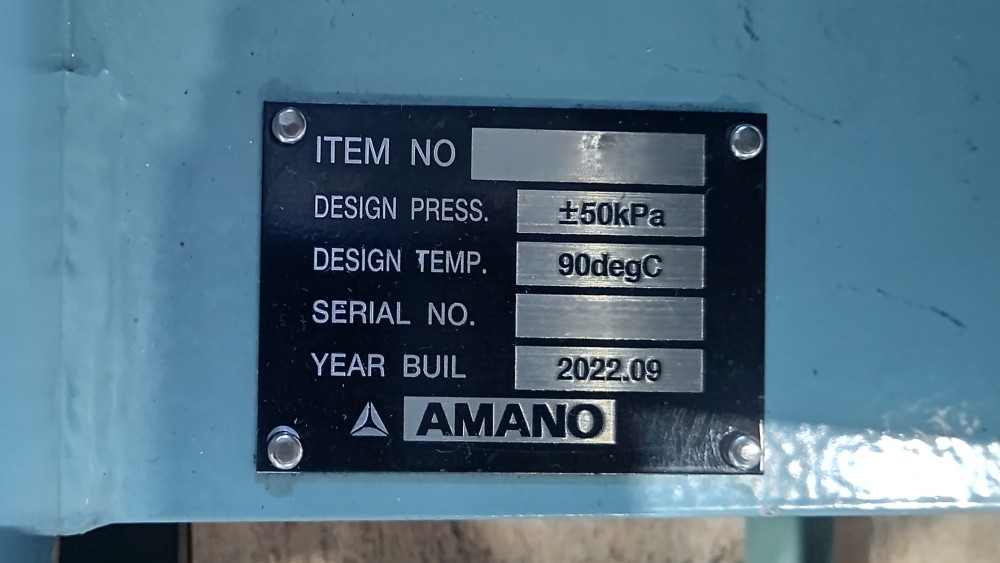 ITEM NO
DESIGN PRESS. ±50kPa
DESIGN TEMP. 90degC
SERIAL NO.
YEAR BUIL 2022.09
AMANO